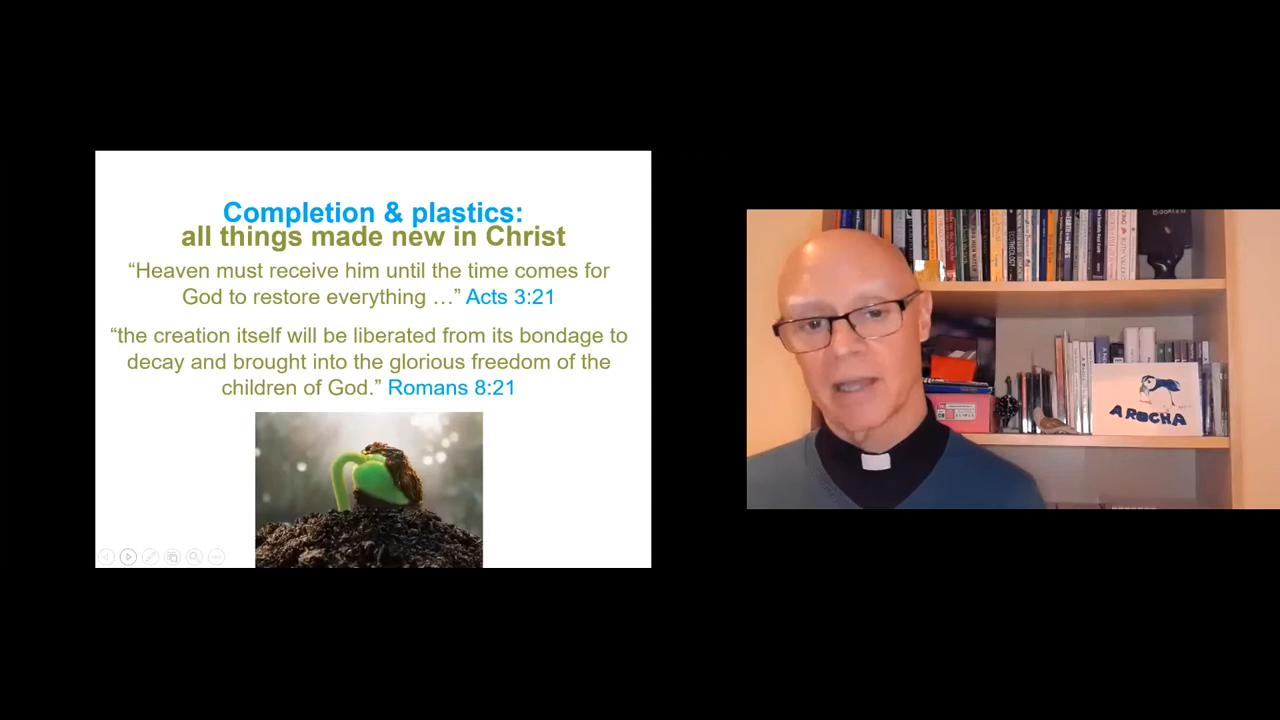 Completion & plastics:
all things made new in Christ
“Heaven must receive him until the time comes for
God to restore everything …” Acts 3:21
“the creation itself will be liberated from its bondage to
decay and brought into the glorious freedom of the
children of God.” Romans 8:21
A ROCHA